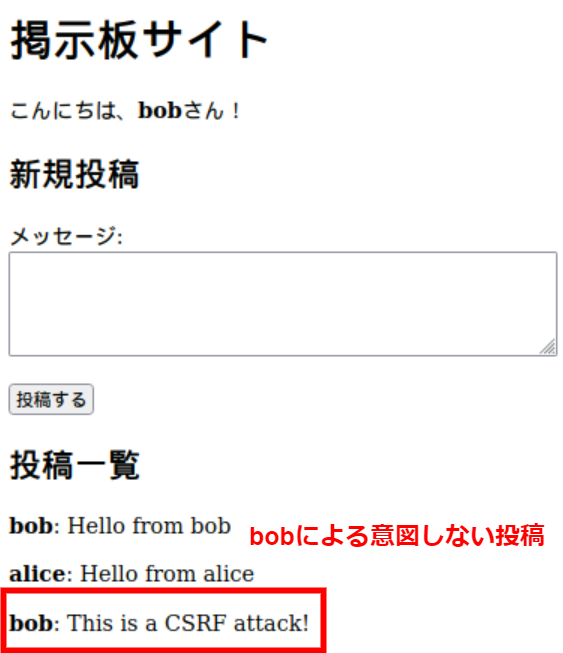 掲示板サイト
こんにちは、bobさん！
新規投稿
メッセージ:
投稿する
投稿一覧
bob: Hello from bob
bobによる意図しない投稿
alice: Hello from alice
bob: This is a CSRF attack!